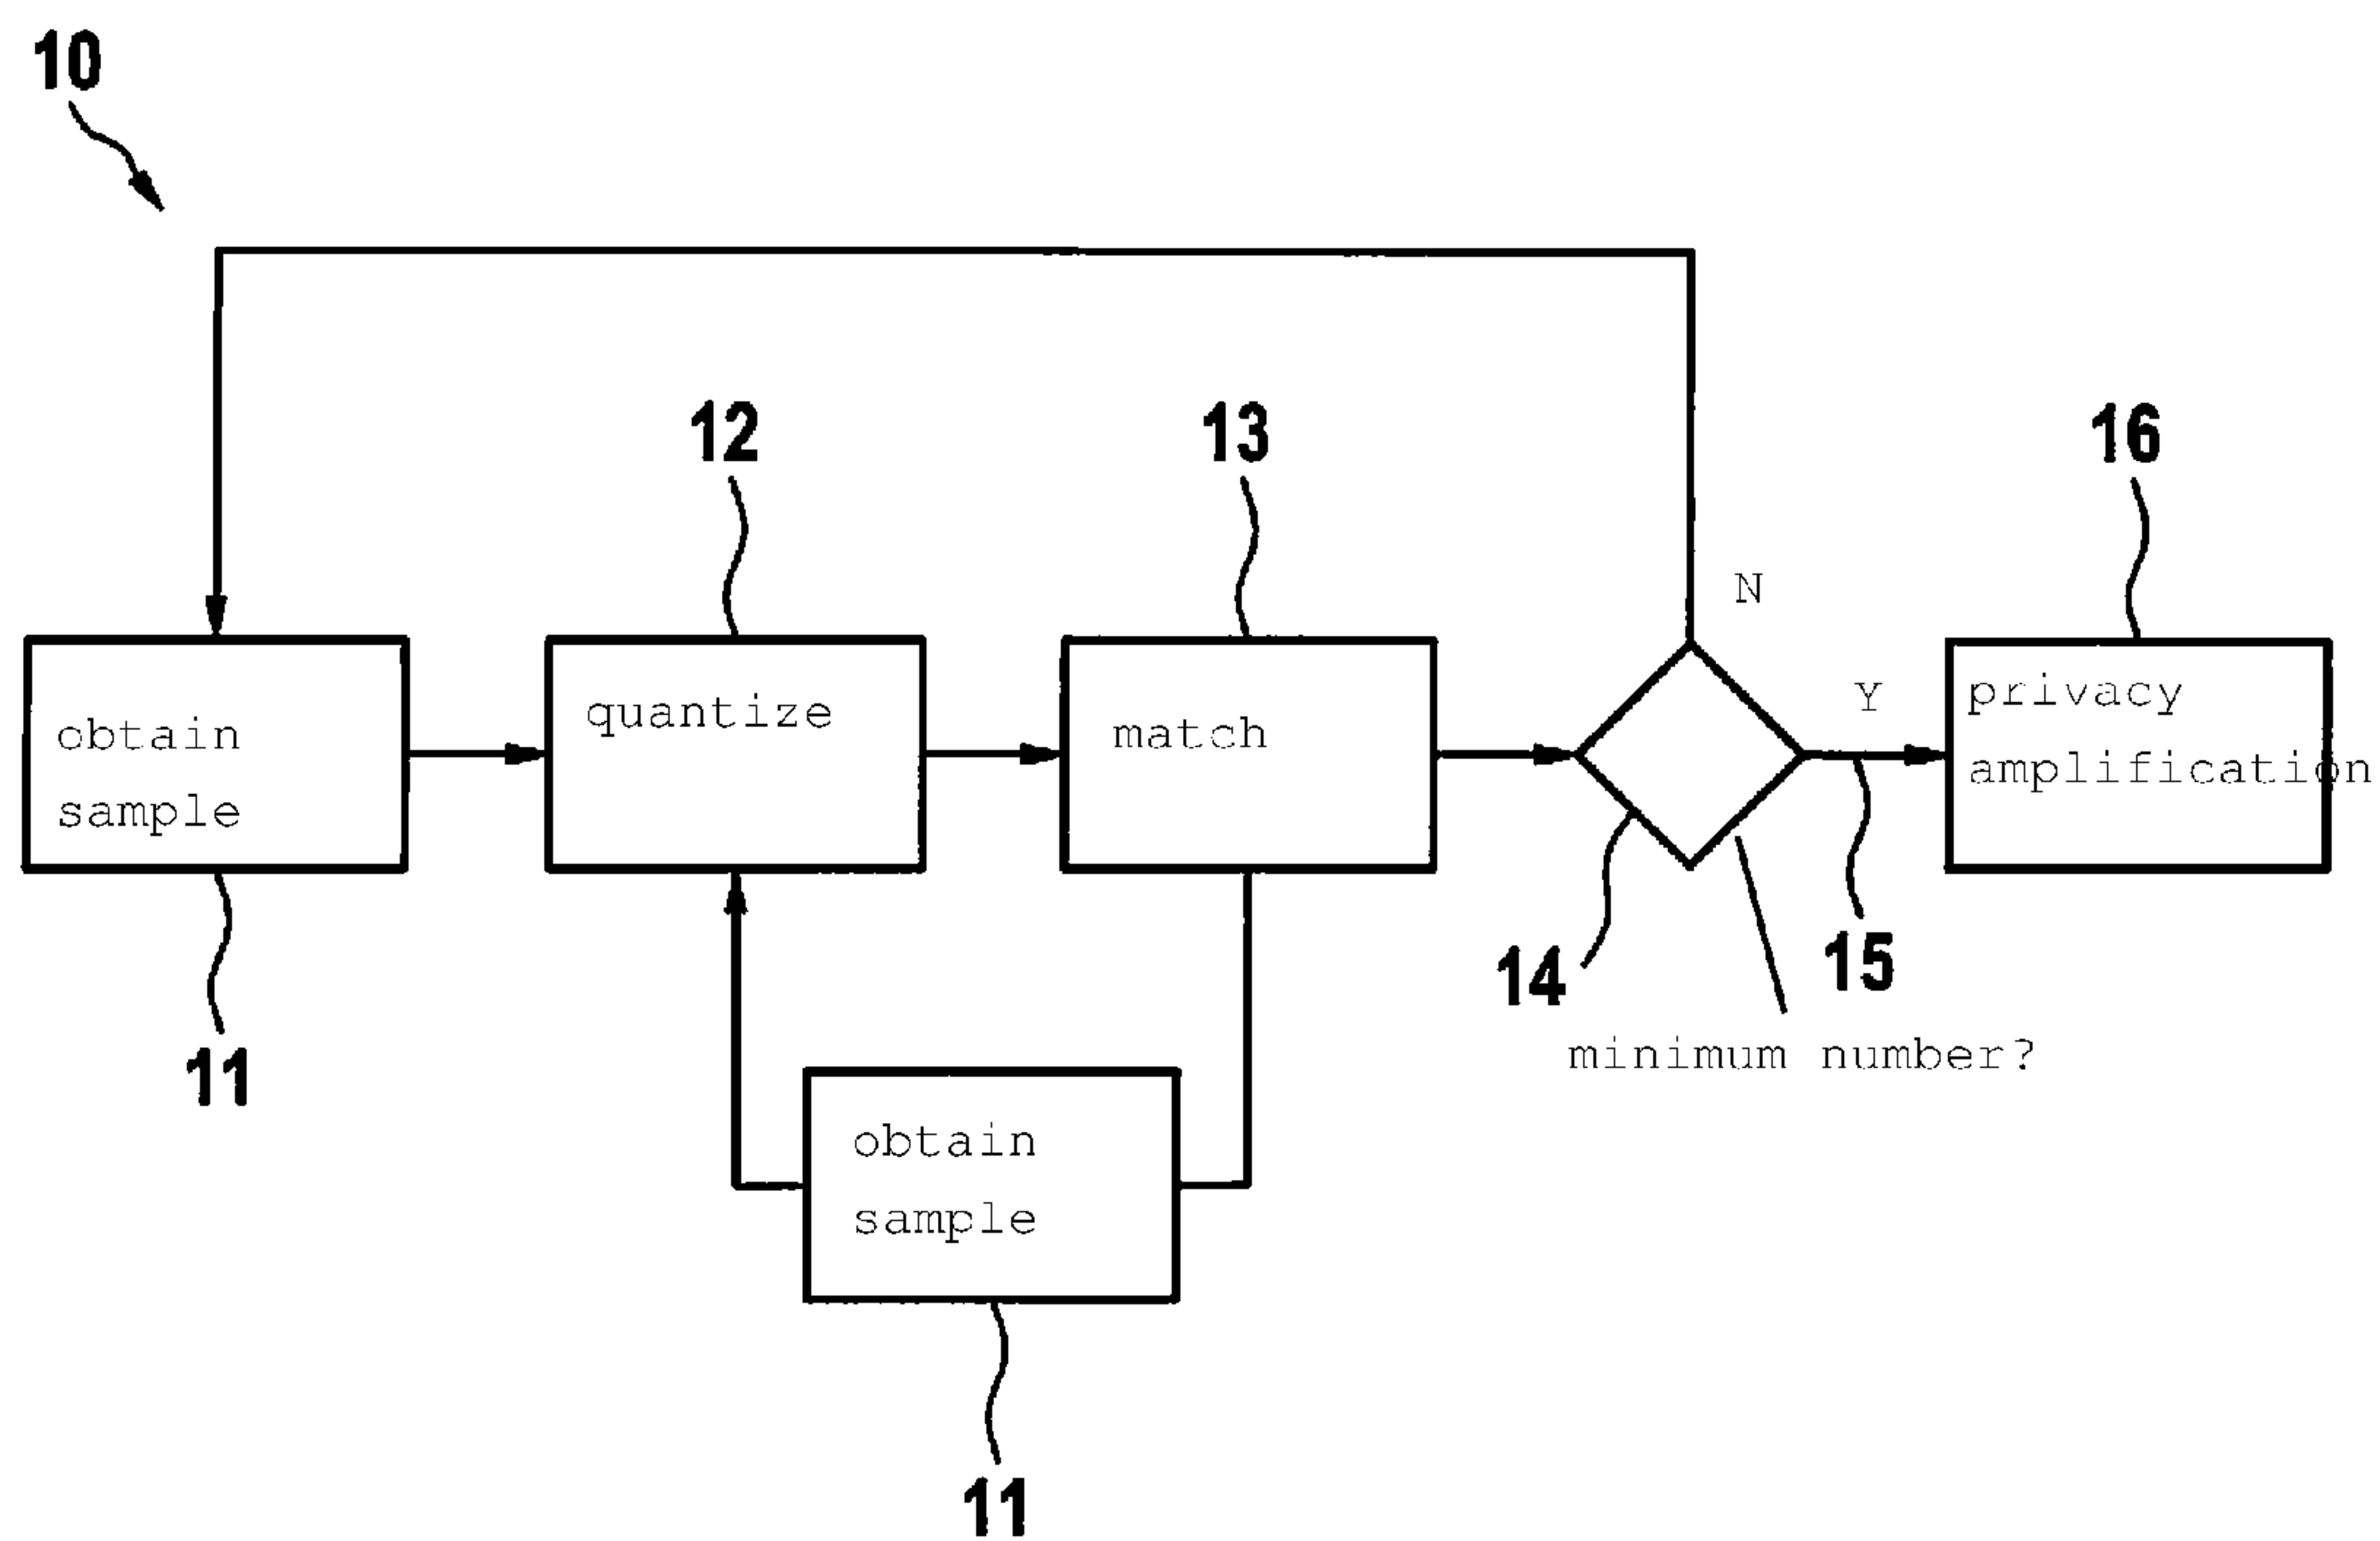 10
12
13
16
N
obtain
sample
quantize
match
Y
privacy
amplification
14
15
minimum number?
11
obtain
sample
11